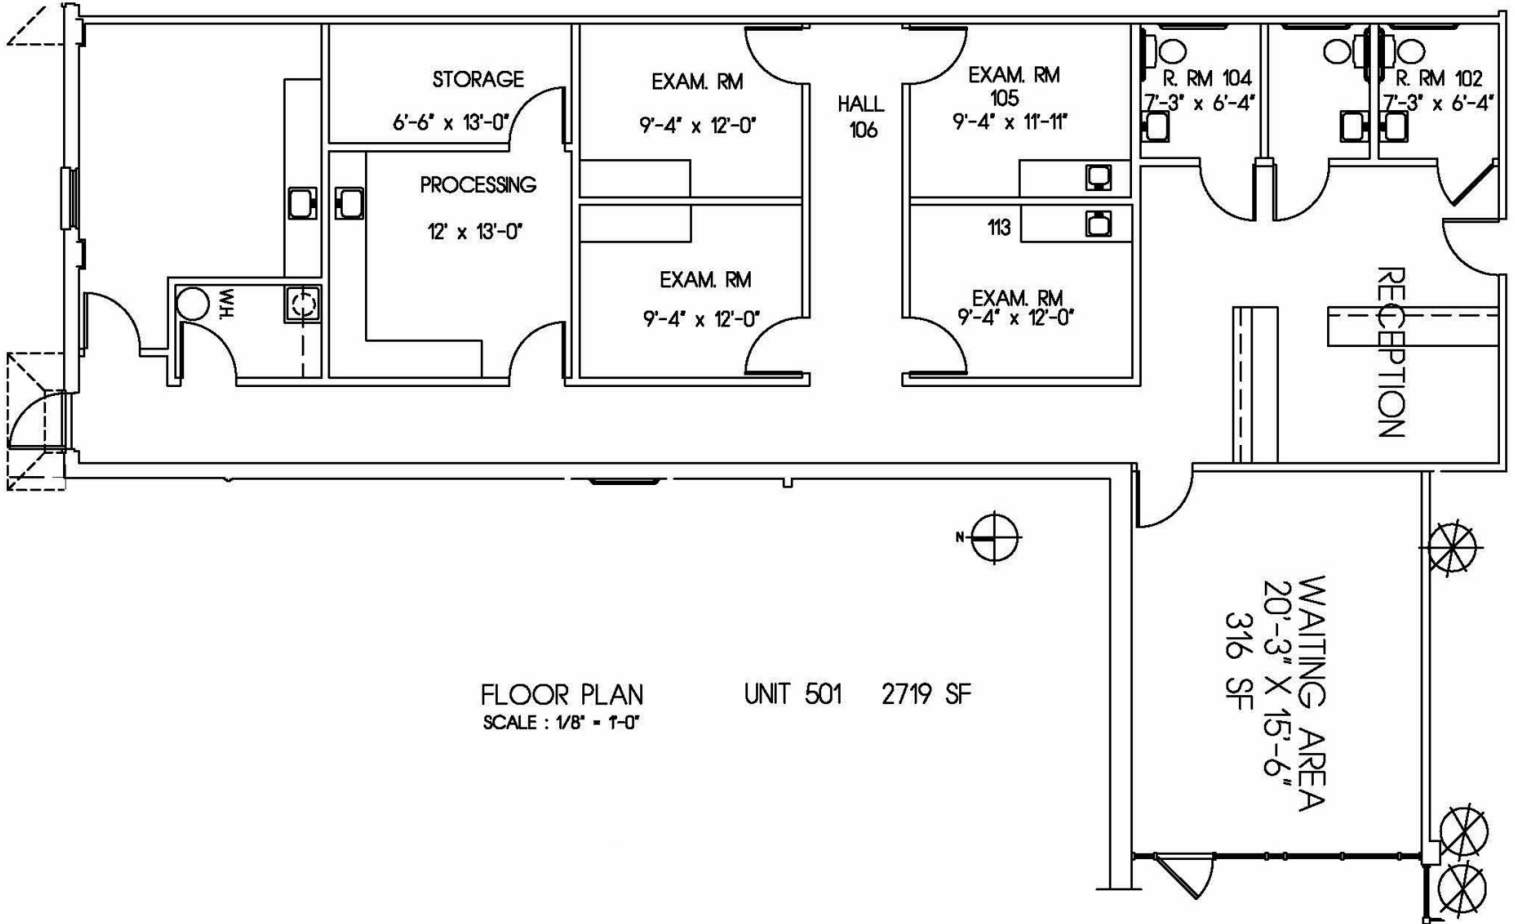 STORAGE
6'-6" x 13'-0"
PROCESSING
12' x 13'-0"
W.H.
EXAM. RM
9'-4" x 12'-0"
EXAM. RM
9'-4" x 12'-0"
HALL
106
EXAM. RM
105
9'-4" x 11'-11"
113
EXAM. RM
9'-4" x 12'-0"
R. RM 104
7'-3" x 6'-4"
R. RM 102
7'-3" x 6'-4"
RECEPTION
N
WAITING AREA
20'-3" X 15'-6"
316 SF
FLOOR PLAN
SCALE : 1/8" = 1'-0"
UNIT 501 2719 SF